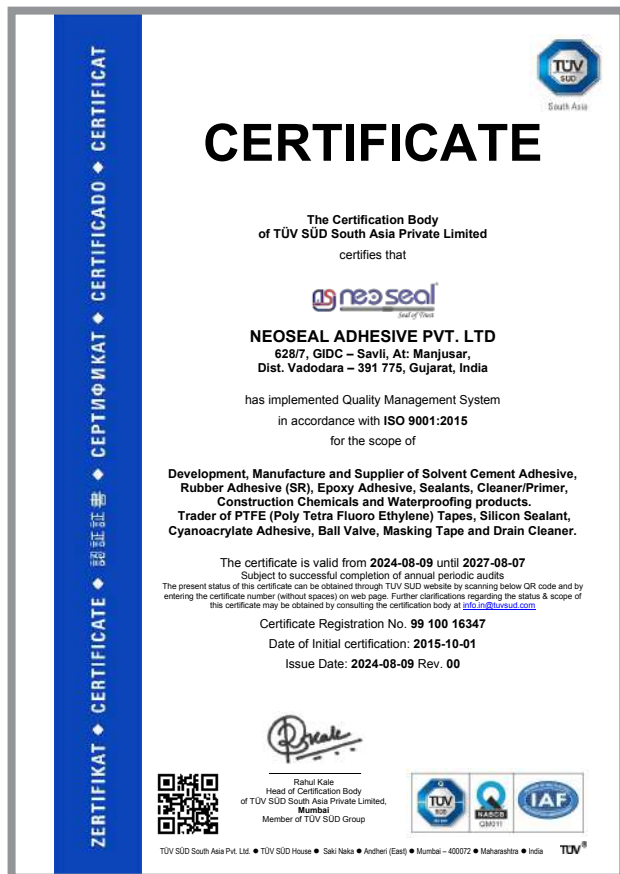 ZERTIFIKAT ◆ CERTIFICATE ◆ 認証証書 ◆ СЕРТИФИКАТ ◆ CERTIFICADO ◆ CERTIFICAT
TÜV
SÜD
South Asia
CERTIFICATE
The Certification Body
of TÜV SÜD South Asia Private Limited
certifies that
neo seal
Seal of Trust
NEOSEAL ADHESIVE PVT. LTD
628/7, GIDC – Savli, At: Manjusar,
Dist. Vadodara – 391 775, Gujarat, India
has implemented Quality Management System
in accordance with ISO 9001:2015
for the scope of
Development, Manufacture and Supplier of Solvent Cement Adhesive,
Rubber Adhesive (SR), Epoxy Adhesive, Sealants, Cleaner/Primer,
Construction Chemicals and Waterproofing products.
Trader of PTFE (Poly Tetra Fluoro Ethylene) Tapes, Silicon Sealant,
Cyanoacrylate Adhesive, Ball Valve, Masking Tape and Drain Cleaner.
The certificate is valid from 2024-08-09 until 2027-08-07
Subject to successful completion of annual periodic audits
The present status of this certificate can be obtained through TUV SUD website by scanning below QR code and by
entering the certificate number (without spaces) on web page. Further clarifications regarding the status & scope of
this certificate may be obtained by consulting the certification body at info.in@tuvsud.com
Certificate Registration No. 99 100 16347
Date of Initial certification: 2015-10-01
Issue Date: 2024-08-09 Rev. 00
Rahul Kale
Head of Certification Body
of TÜV SÜD South Asia Private Limited,
Mumbai
Member of TÜV SÜD Group
TÜV
SÜD
NABCB
QM011
IAF
TÜV SÜD South Asia Pvt. Ltd. ● TÜV SÜD House ● Saki Naka ● Andheri (East) ● Mumbai – 400072 ● Maharashtra ● India TÜV®